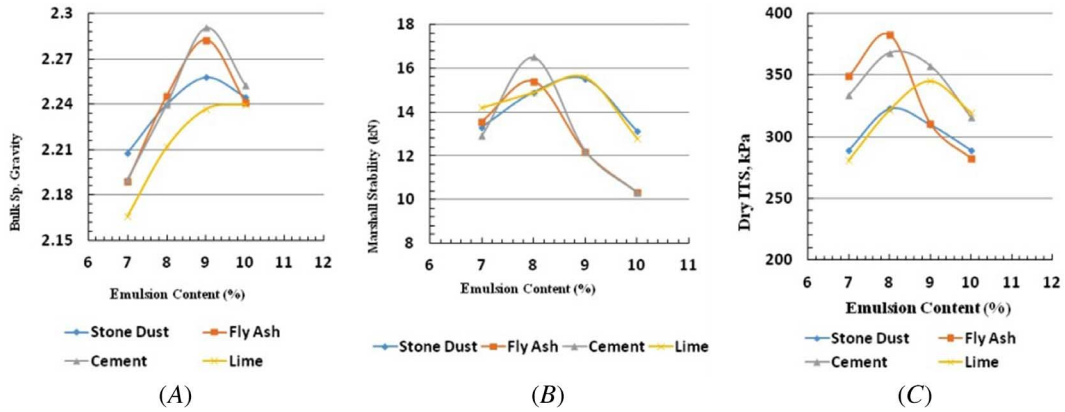 2.3
2.27
2.24
2.21
2.18
2.15
6 7 8 9 10 11 12
Bulk Sp. Gravity
Emulsion Content (%)
Stone Dust
Fly Ash
Cement
Lime
(A)
18
16
14
12
10
8
6 7 8 9 10 11
Marshall Stability (kN)
Emulsion Content (%)
Stone Dust
Fly Ash
Cement
Lime
(B)
400
350
300
250
200
6 7 8 9 10 11 12
Dry ITS, kPa
Emulsion Content (%)
Stone Dust
Fly Ash
Cement
Lime
(C)